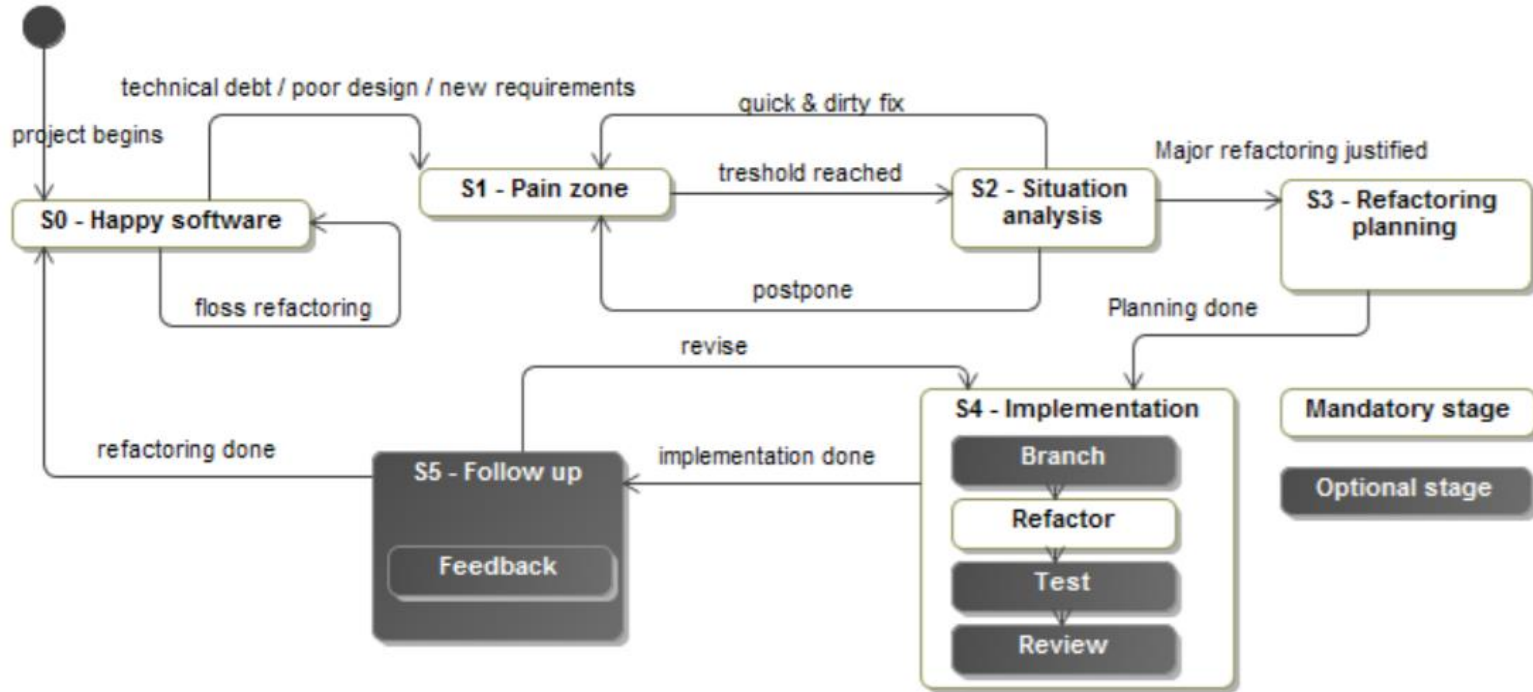 technical debt / poor design / new requirements
quick & dirty fix
project begins
Major refactoring justified
S1 - Pain zone
treshold reached
S2 - Situation
analysis
S3 - Refactoring
planning
S0 - Happy software
floss refactoring
postpone
Planning done
revise
S4 - Implementation
Mandatory stage
refactoring done
S5 - Follow up
implementation done
Branch
Optional stage
Refactor
Feedback
Test
Review